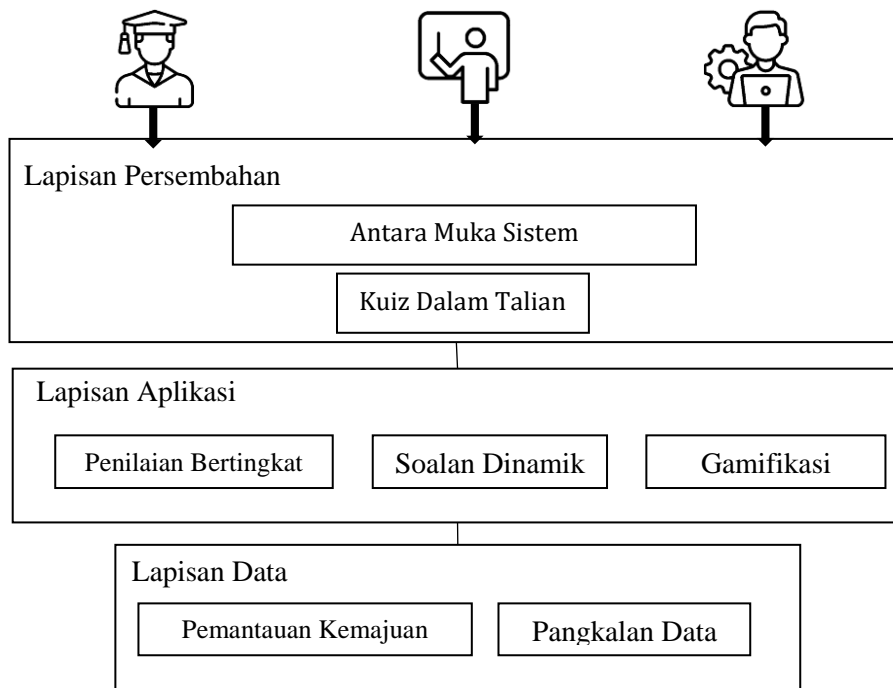 Lapisan Persembahan
Antara Muka Sistem
Kuiz Dalam Talian
Lapisan Aplikasi
Penilaian Bertingkat
Soalan Dinamik
Gamifikasi
Lapisan Data
Pemantauan Kemajuan
Pangkalan Data